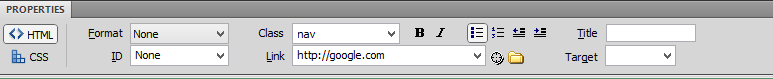 PROPERTIES
<> HTML Format None Class nav B I Title
CSS ID None Link http://google.com Target